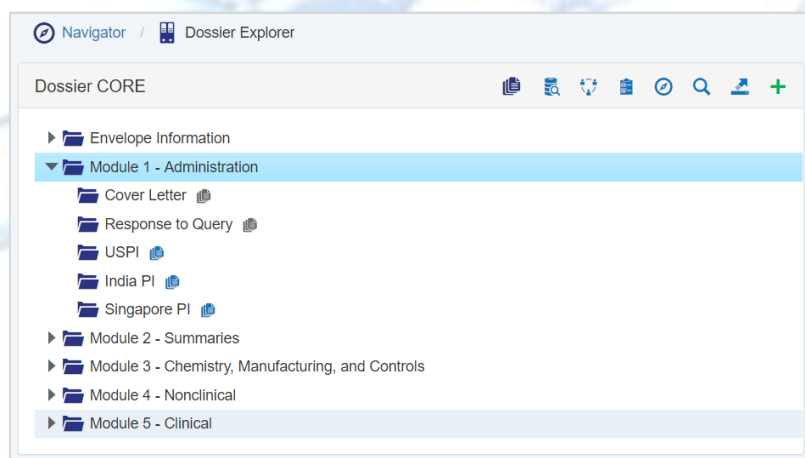 Navigator / Dossier Explorer
Dossier CORE
Envelope Information
Module 1 - Administration
Cover Letter
Response to Query
USPI
India PI
Singapore PI
Module 2 - Summaries
Module 3 - Chemistry, Manufacturing, and Controls
Module 4 - Nonclinical
Module 5 - Clinical